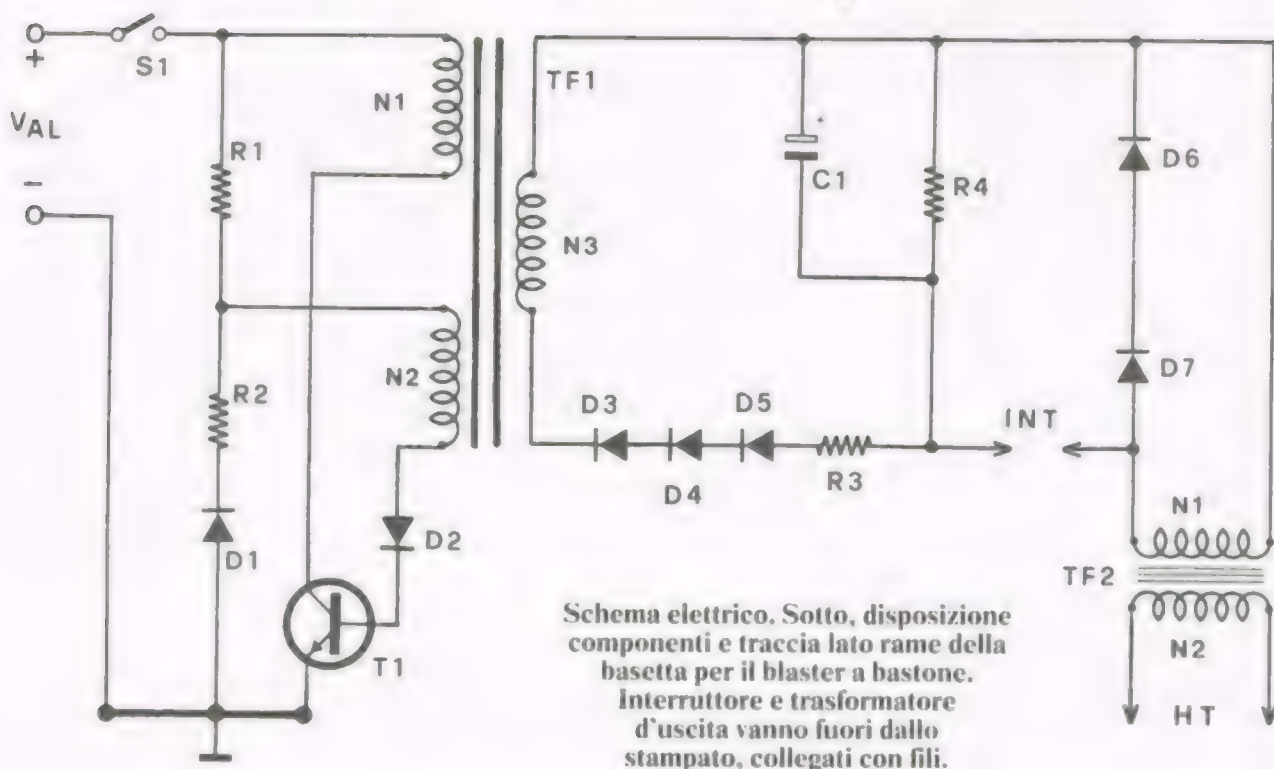 S1
+
VAL
-
R1
N1
TF1
N3
N2
R2
D1
D2
T1
+
C1
R4
D6
D7
D3
D5
D4
R3
INT
N1
TF2
N2
HT
Schema elettrico. Sotto, disposizione
componenti e traccia lato rame della
basetta per il blaster a bastone.
Interruttore e trasformatore
d'uscita vanno fuori dallo
stampato, collegati con fili.